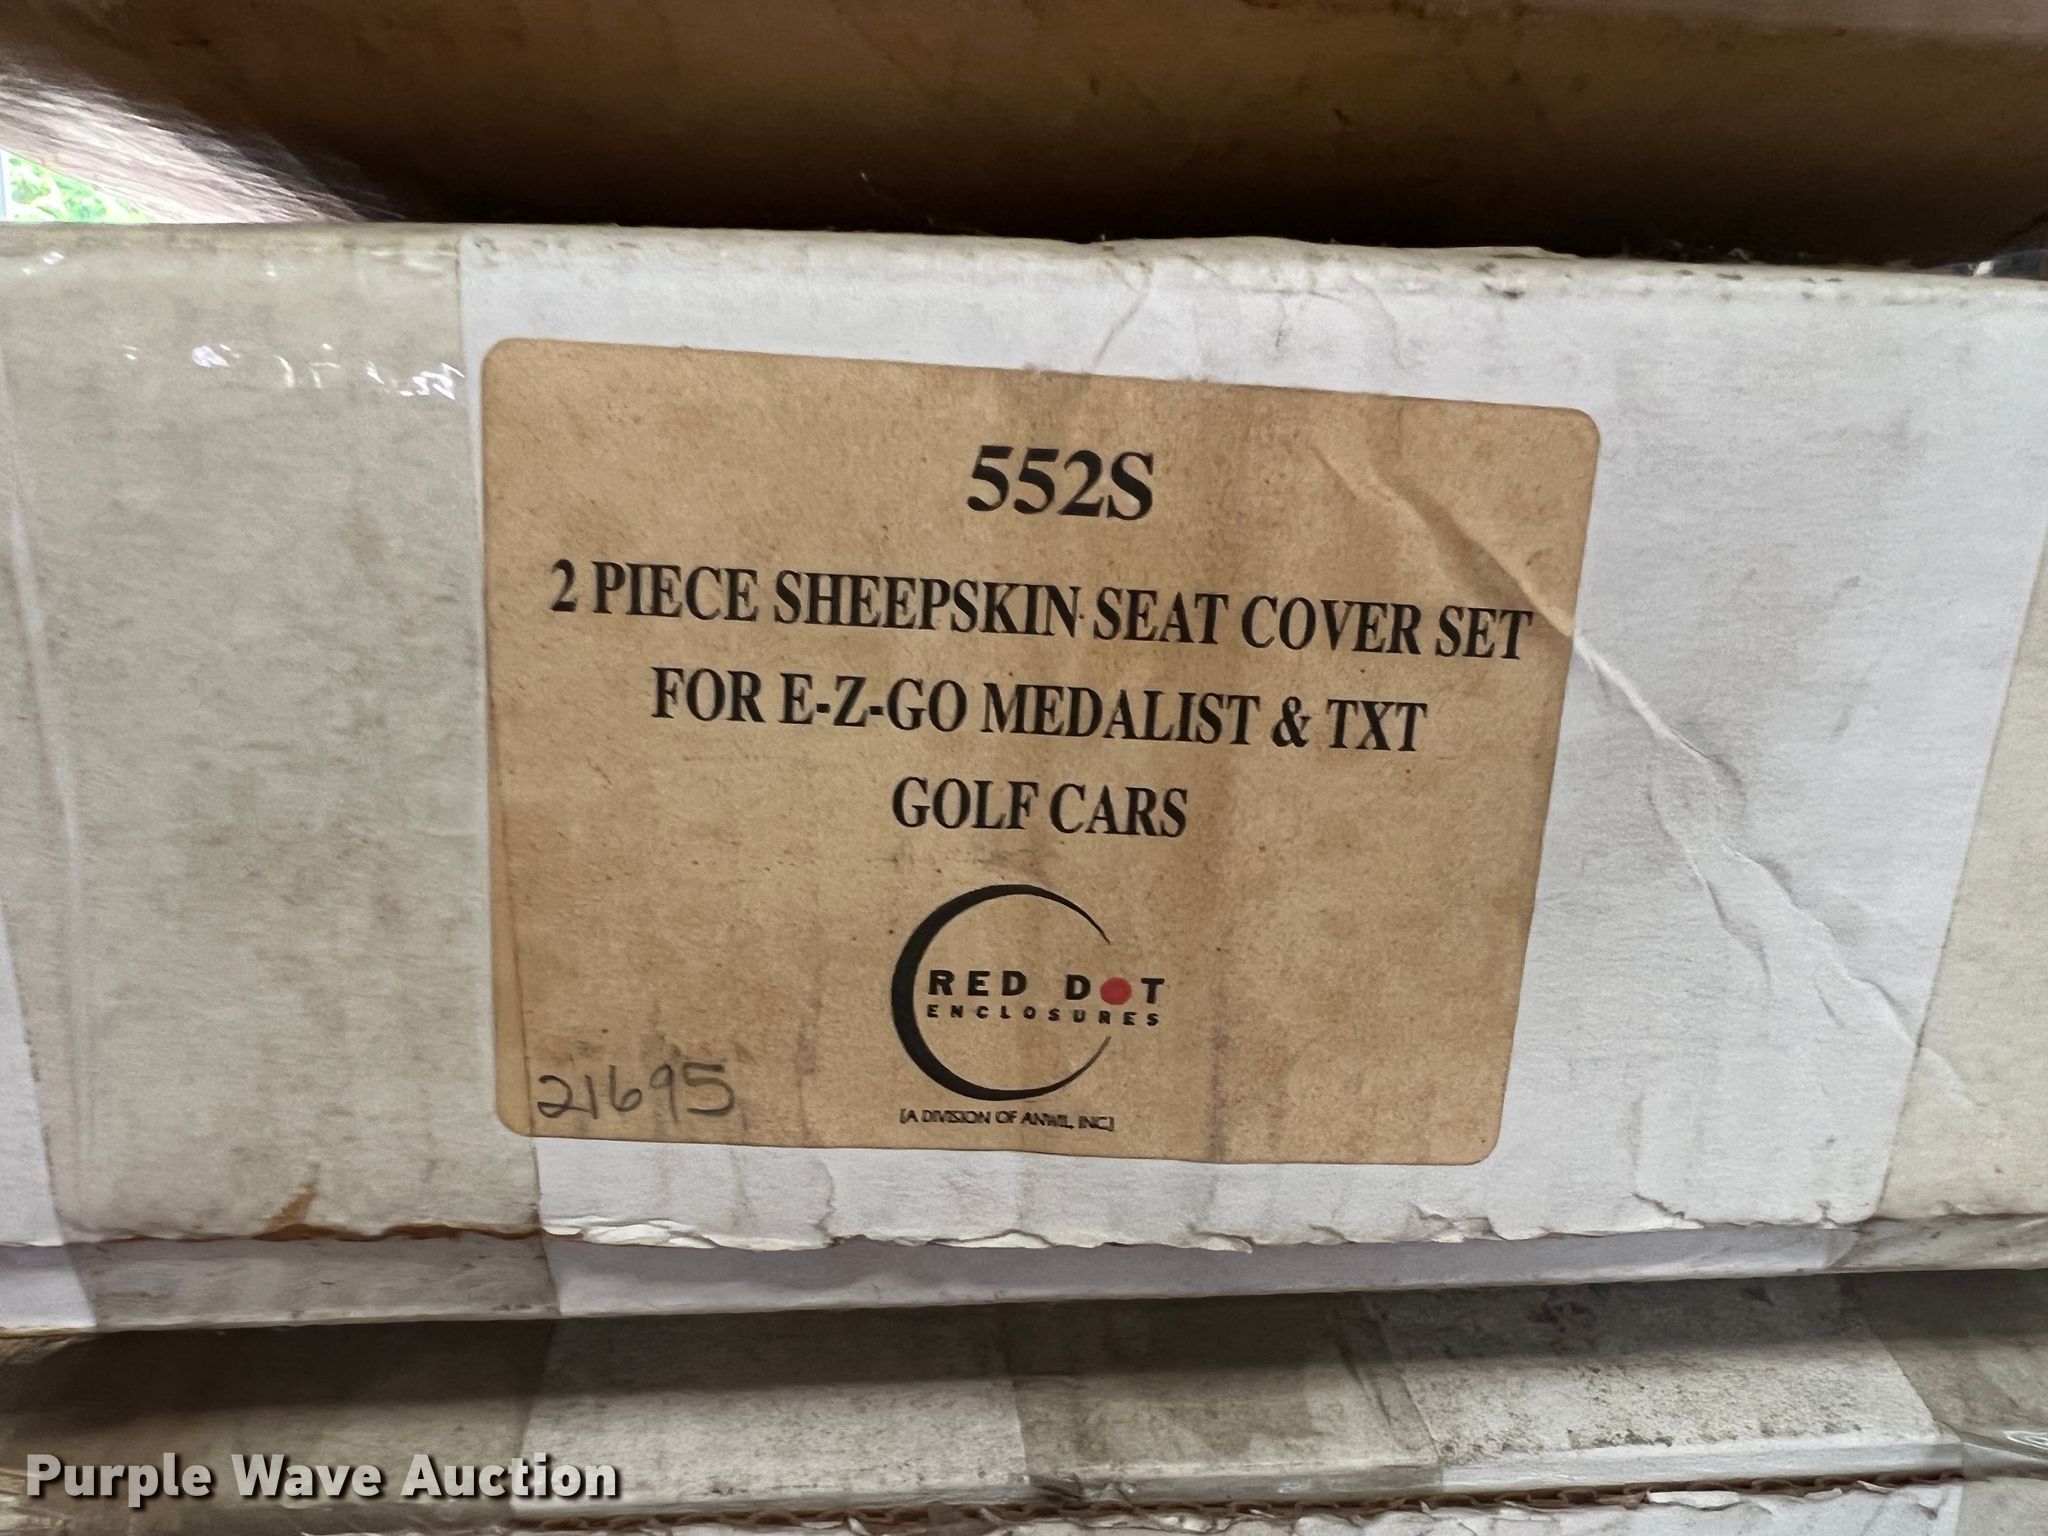 552S
2 PIECE SHEEPSKIN SEAT COVER SET
FOR E-Z-GO MEDALIST & TXT
GOLF CARS
RED DOT
ENCLOSURES
[A DIVISION OF ANWIL, INC]
21695
Purple Wave Auction